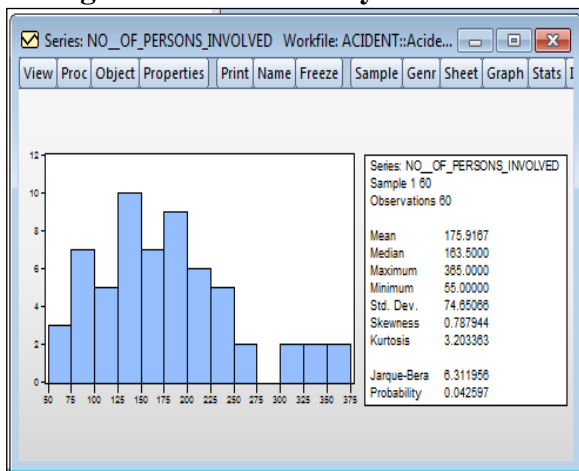 Series: NO__OF_PERSONS_INVOLVED Workfile: ACIDENT::Acide...
View Proc Object Properties Print Name Freeze Sample Genr Sheet Graph Stats
12
10
8
6
4
2
0
50 75 100 125 150 175 200 225 250 275 300 325 350 375
Series: NO__OF_PERSONS_INVOLVED
Sample 1 60
Observations 60
Mean 175.9167
Median 163.5000
Maximum 365.0000
Minimum 55.00000
Std. Dev. 74.65066
Skewness 0.787944
Kurtosis 3.203363
Jarque-Bera 6.311956
Probability 0.042597